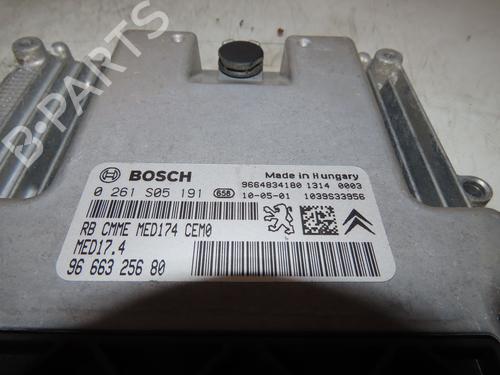 B-PARTS
BOSCH
Made in Hungary
9664834180 1314 0003
0 261 S05 191 658 10-05-01 1039S33956
RB CMME MED174 CEM0
MED17.4
96 663 256 80